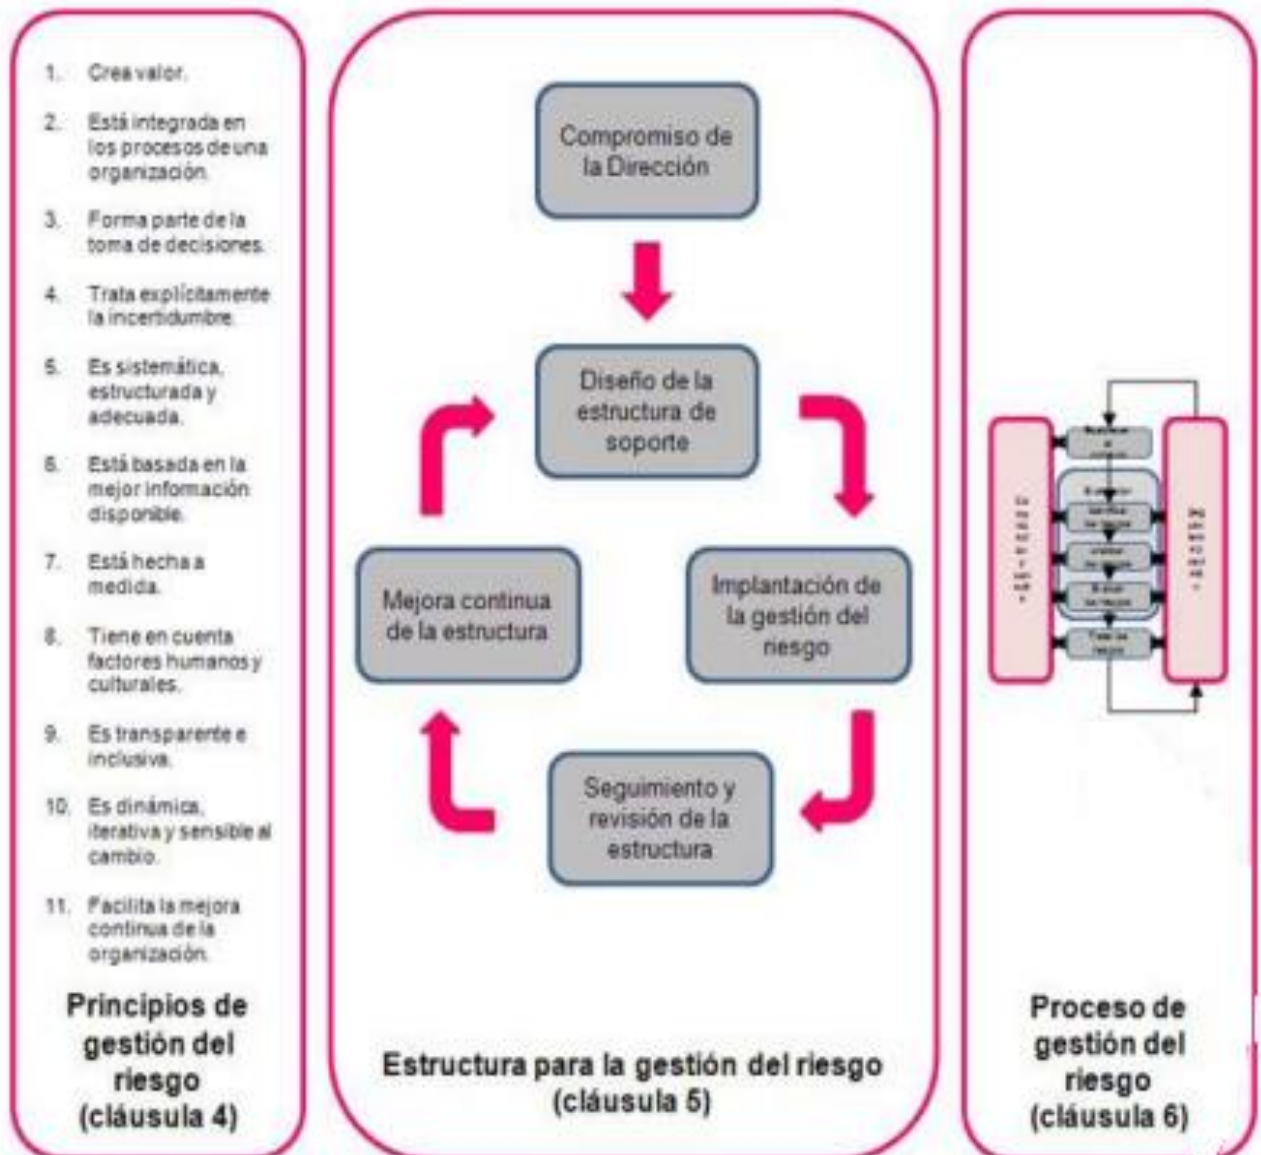 1. Crea valor.
2. Está integrada en
los procesos de una
organización.
3. Forma parte de la
toma de decisiones.
4. Trata explícitamente
la incertidumbre.
5. Es sistemática,
estructurada y
adecuada.
6. Está basada en la
mejor información
disponible.
7. Está hecha a
medida.
8. Tiene en cuenta
factores humanos y
culturales.
9. Es transparente e
inclusiva.
10. Es dinámica,
iterativa y sensible al
cambio.
11. Facilita la mejora
continua de la
organización.
Principios de
gestión del
riesgo
(cláusula 4)
Compromiso de
la Dirección
Diseño de la
estructura de
soporte
Implantación de
la gestión del
riesgo
Seguimiento y
revisión de la
estructura
Mejora continua
de la estructura
Estructura para la gestión del riesgo
(cláusula 5)
Proceso de
gestión del
riesgo
(cláusula 6)